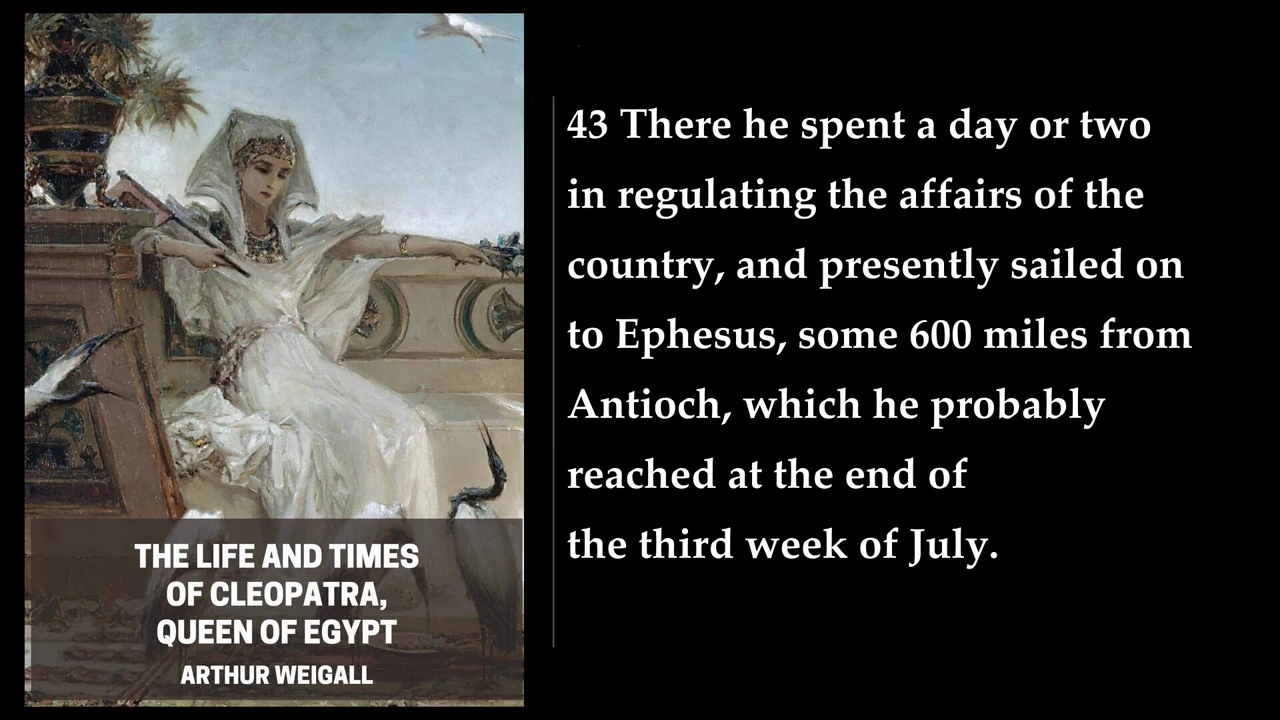 THE LIFE AND TIMES
OF CLEOPATRA,
QUEEN OF EGYPT
ARTHUR WEIGALL
43 There he spent a day or two
in regulating the affairs of the
country, and presently sailed on
to Ephesus, some 600 miles from
Antioch, which he probably
reached at the end of
the third week of July.